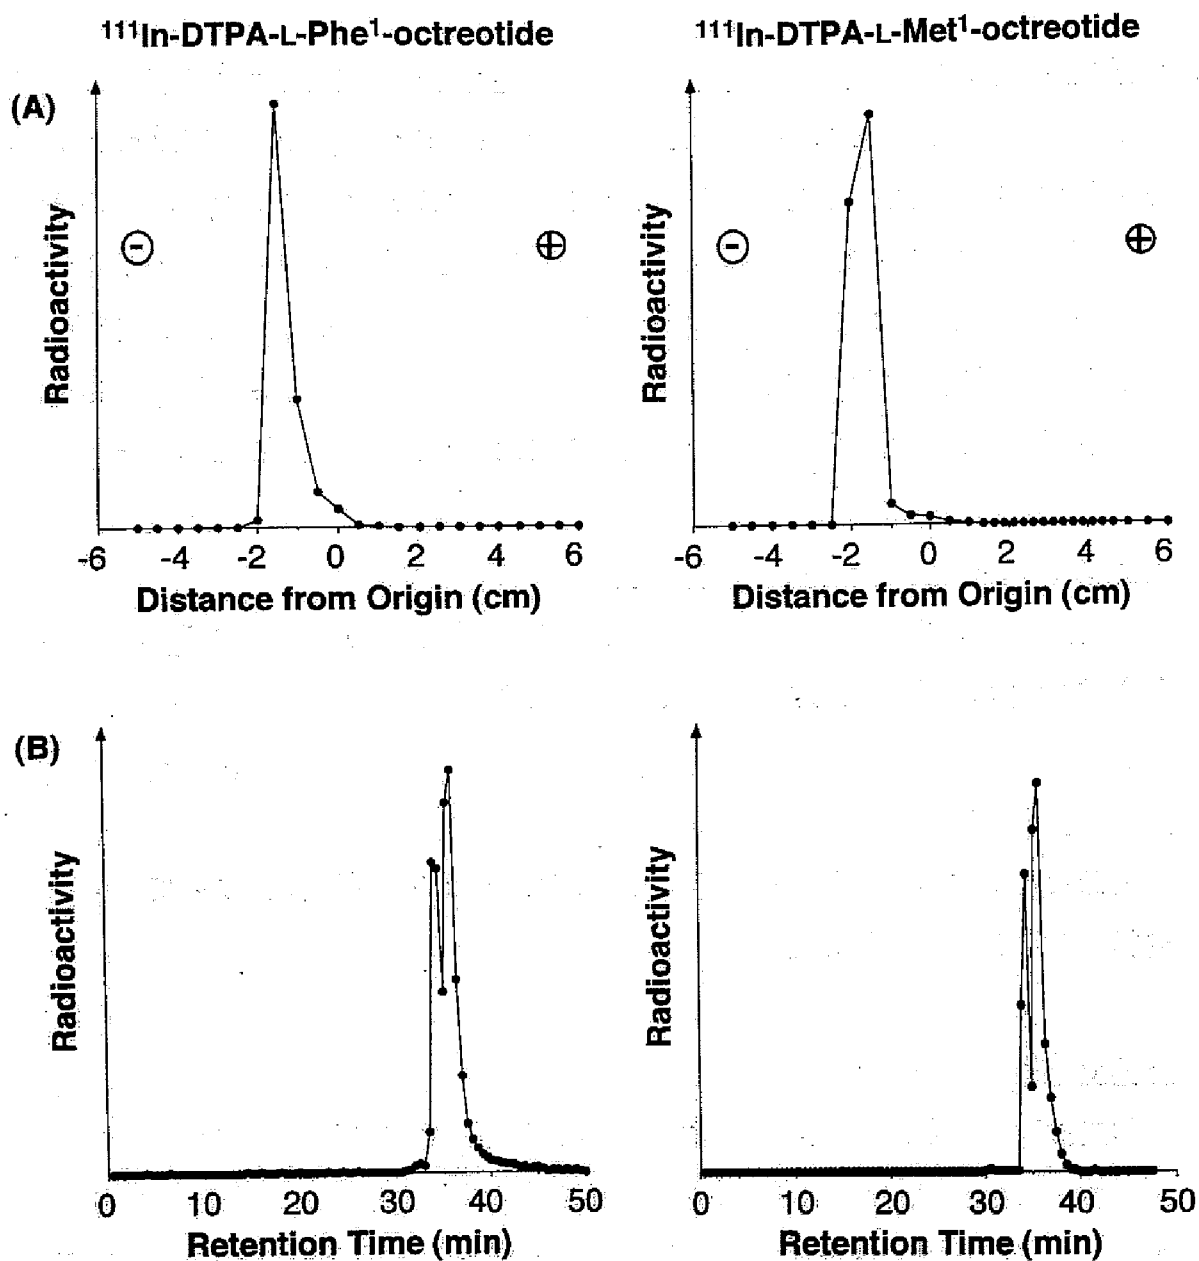 ¹¹¹In-DTPA-L-Phe¹-octreotide
¹¹¹In-DTPA-L-Met¹-octreotide
(A)
Radioactivity
-
+
-6 -4 -2 0 2 4 6
Distance from Origin (cm)
Radioactivity
-
+
-6 -4 -2 0 2 4 6
Distance from Origin (cm)
(B)
Radioactivity
0 10 20 30 40 50
Retention Time (min)
Radioactivity
0 10 20 30 40 50
Retention Time (min)